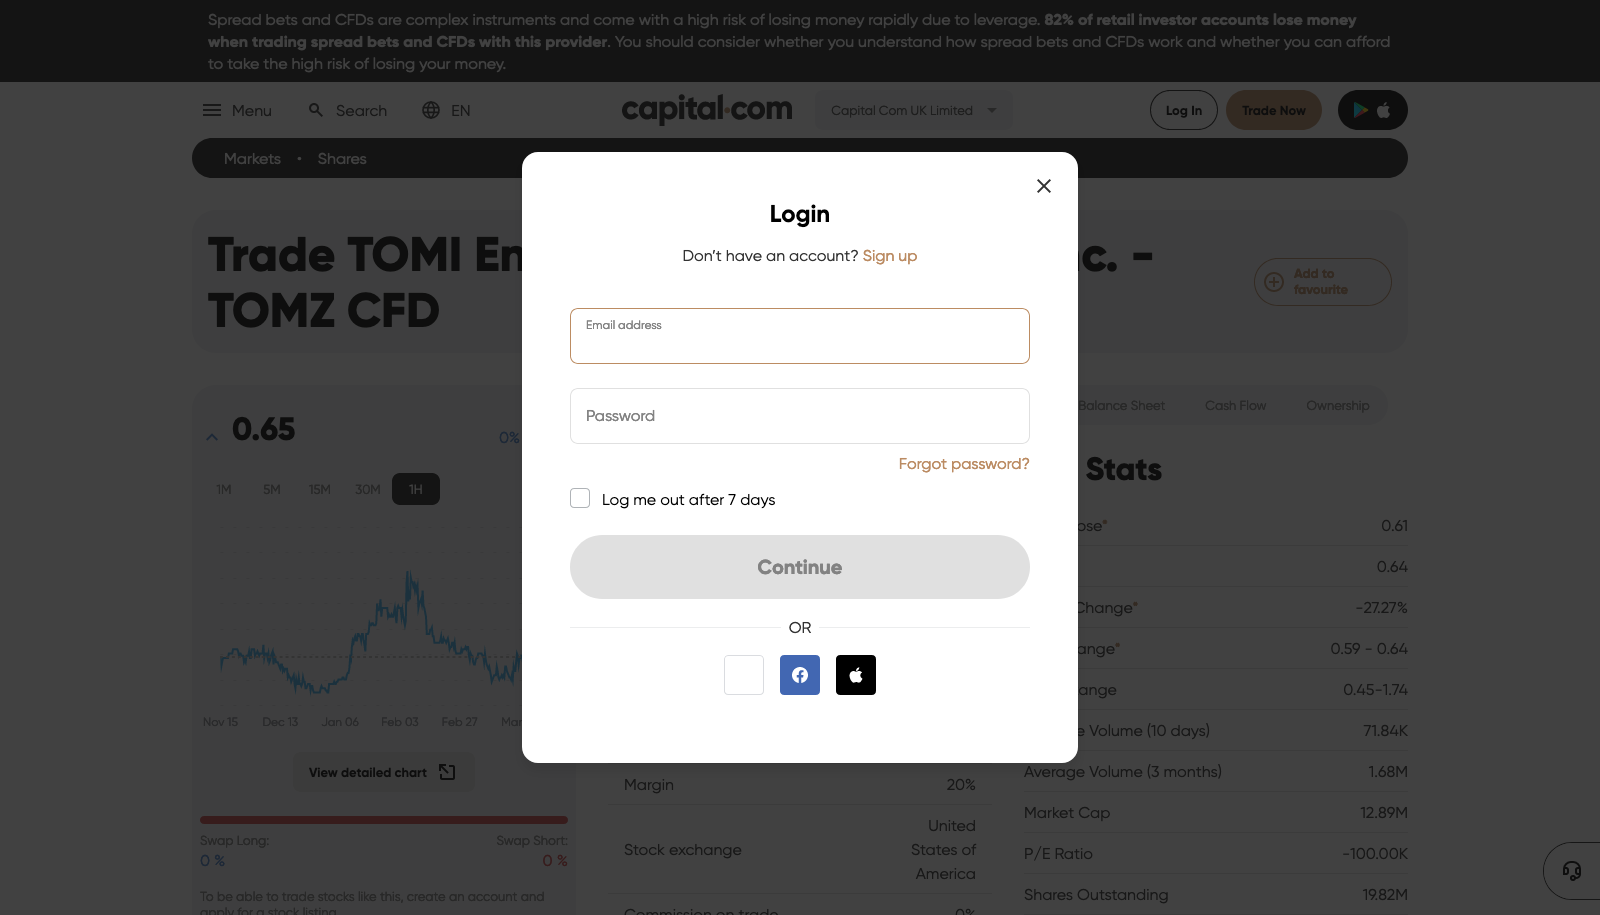 Spread bets and CFDs are complex instruments and come with a high risk of losing money rapidly due to leverage. 82% of retail investor accounts lose money
when trading spread bets and CFDs with this provider. You should consider whether you understand how spread bets and CFDs work and whether you can afford
to take the high risk of losing your money.
Menu Search EN capital.com Capital Com UK Limited Log In Trade Now
Markets • Shares
Login
Don't have an account? Sign up
Email address
Password
Forgot password?
Log me out after 7 days
Continue
OR
Trade TOMI En
nc. -
TOMZ CFD
Add to
favourite
0.65
0%
1M 5M 15M 30M 1H
Nov 15 Dec 13 Jan 06 Feb 03 Feb 27 Mar
View detailed chart
Swap Long: Swap Short:
0 % 0 %
To be able to trade stocks like this, create an account and
apply for a stock listing
Margin 20%
Stock exchange United States of America
Commission on trade 0%
Balance Sheet Cash Flow Ownership
Stats
ose* 0.61
0.64
Change* -27.27%
ange* 0.59 - 0.64
ange 0.45-1.74
e Volume (10 days) 71.84K
Average Volume (3 months) 1.68M
Market Cap 12.89M
P/E Ratio -100.00K
Shares Outstanding 19.82M